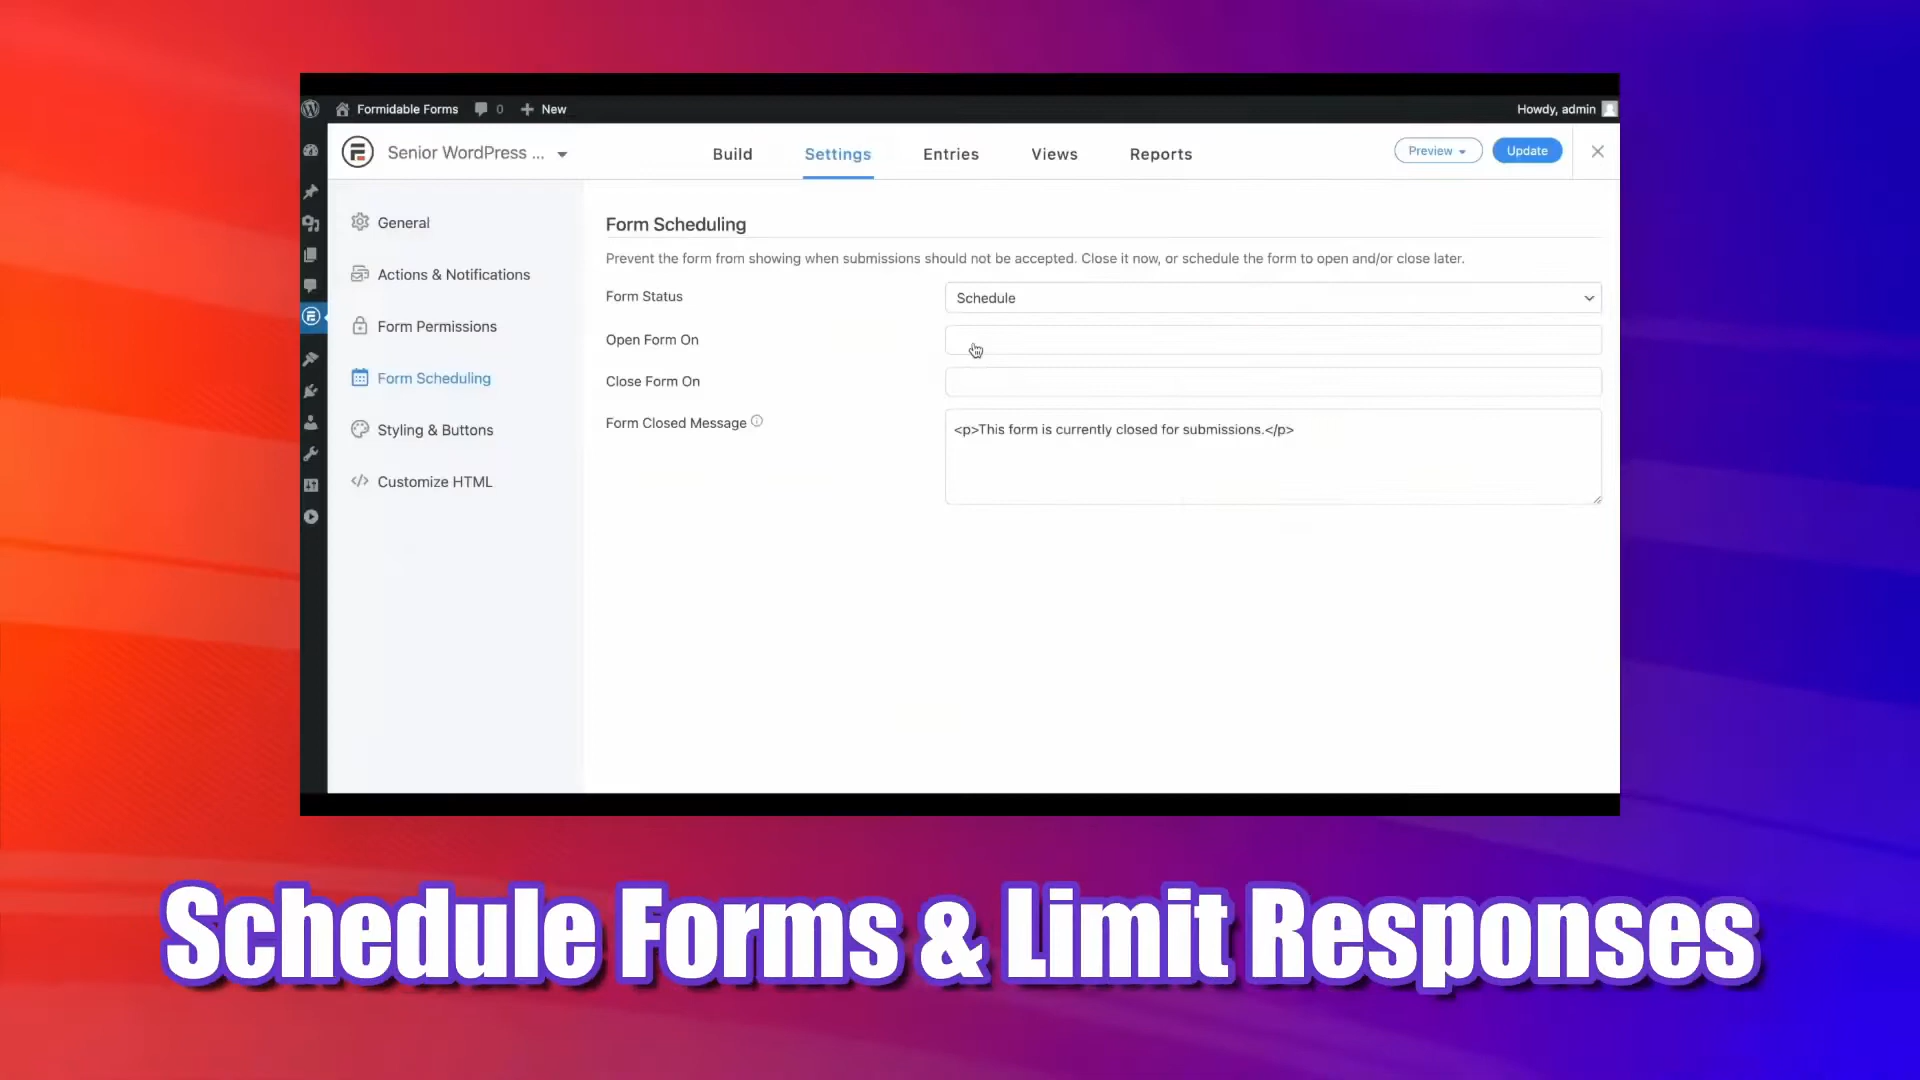 Formidable Forms 0 New Howdy, admin
Senior WordPress ... Build Settings Entries Views Reports Preview Update
General
Actions & Notifications
Form Permissions
Form Scheduling
Styling & Buttons
Customize HTML
Form Scheduling
Prevent the form from showing when submissions should not be accepted. Close it now, or schedule the form to open and/or close later.
Form Status Schedule
Open Form On
Close Form On
Form Closed Message <p>This form is currently closed for submissions.</p>
Schedule Forms & Limit Responses